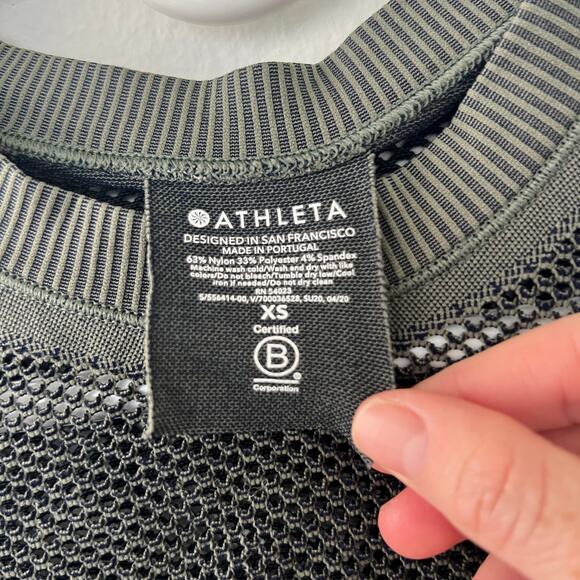 ATHLETA
DESIGNED IN SAN FRANCISCO
MADE IN PORTUGAL
63% Nylon 33% Polyester 4% Spandex
Machine wash cold/Wash and dry with like
colors/Do not bleach/Tumble dry low/Cool
iron if needed/Do not dry clean
RN 54023
S/556414-00, V/700036528, SU20, 04/20
XS
Certified
B
Corporation